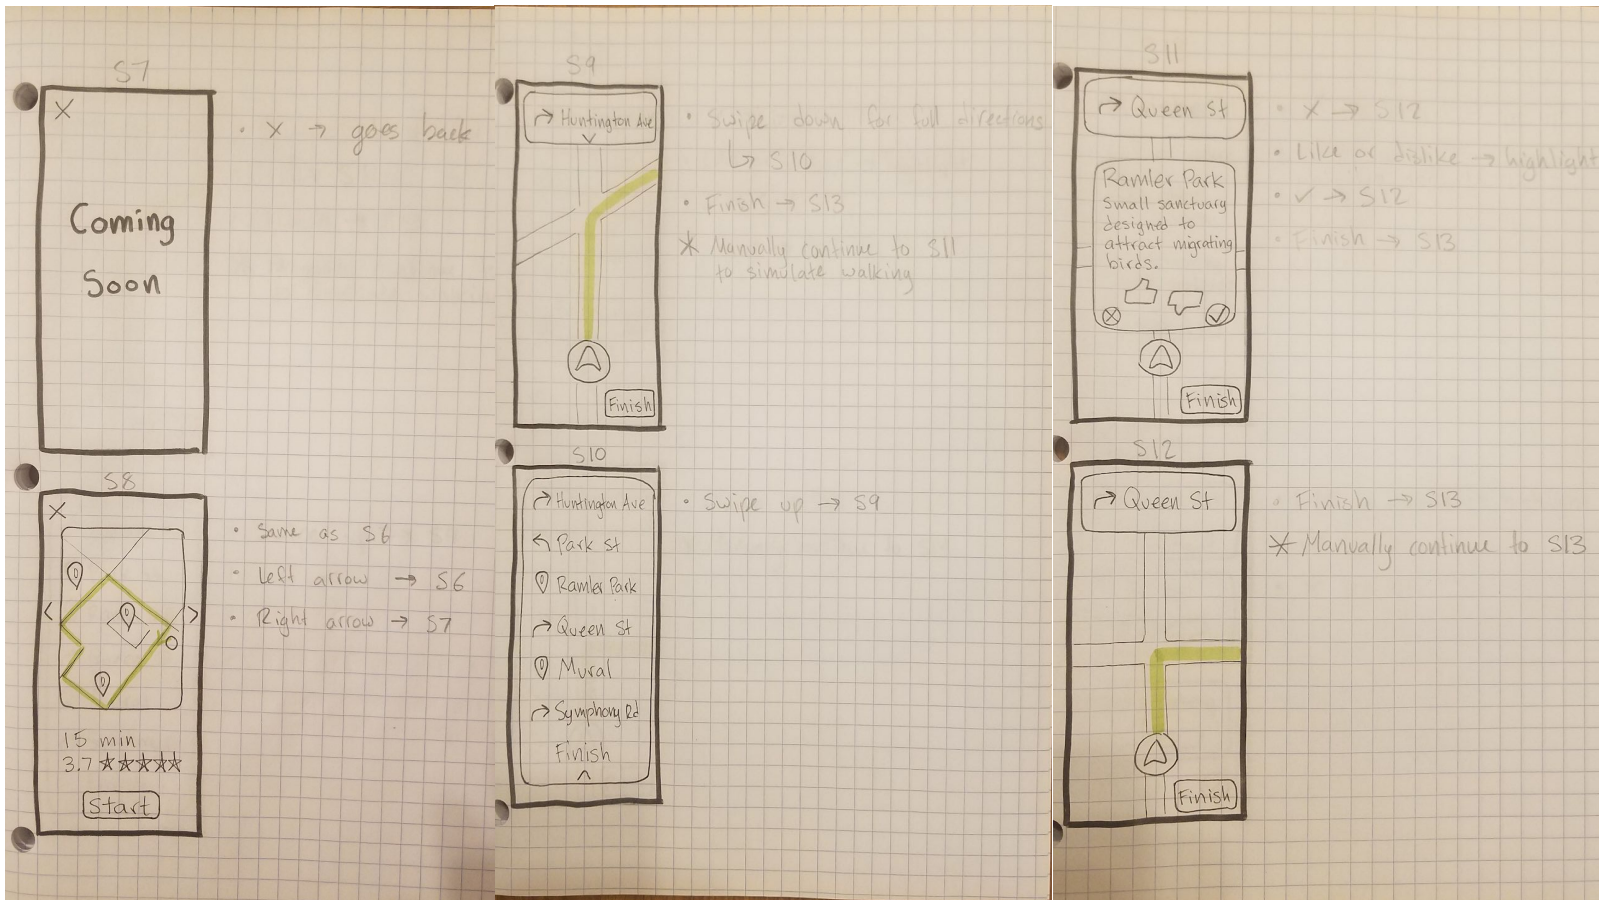 S7
X
Coming
Soon
• X → goes back
S8
X
< >
15 min
3.7 ★★★★★
Start
• Same as S6
• Left arrow → S6
• Right arrow → S7
S9
Huntington Ave
Finish
• Swipe down for full directions
↳ S10
• Finish → S13
* Manually continue to S11
to simulate walking
S10
Huntington Ave
Park St
Ramler Park
Queen St
Mural
Symphony Rd
Finish
• Swipe up → S9
S11
Queen St
Ramler Park
Small sanctuary
designed to
attract migrating
birds.
Finish
• X → S12
• Like or dislike → highlight
• ✓ → S12
• Finish → S13
S12
Queen St
Finish
• Finish → S13
* Manually continue to S13